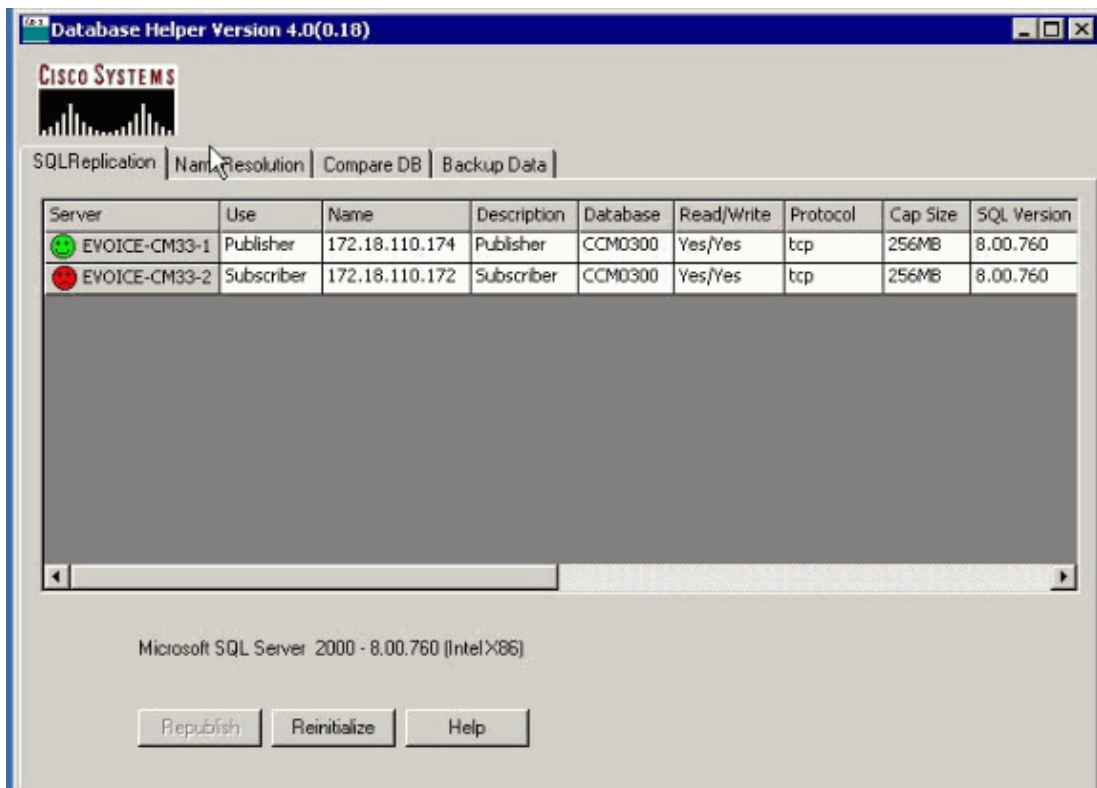 Database Helper Version 4.0(0.18)
CISCO SYSTEMS
SQLReplication Name Resolution Compare DB Backup Data
Server Use Name Description Database Read/Write Protocol Cap Size SQL Version
EVOICE-CM33-1 Publisher 172.18.110.174 Publisher CCM0300 Yes/Yes tcp 256MB 8.00.760
EVOICE-CM33-2 Subscriber 172.18.110.172 Subscriber CCM0300 Yes/Yes tcp 256MB 8.00.760
Microsoft SQL Server 2000 - 8.00.760 (Intel X86)
Republish Reinitialize Help